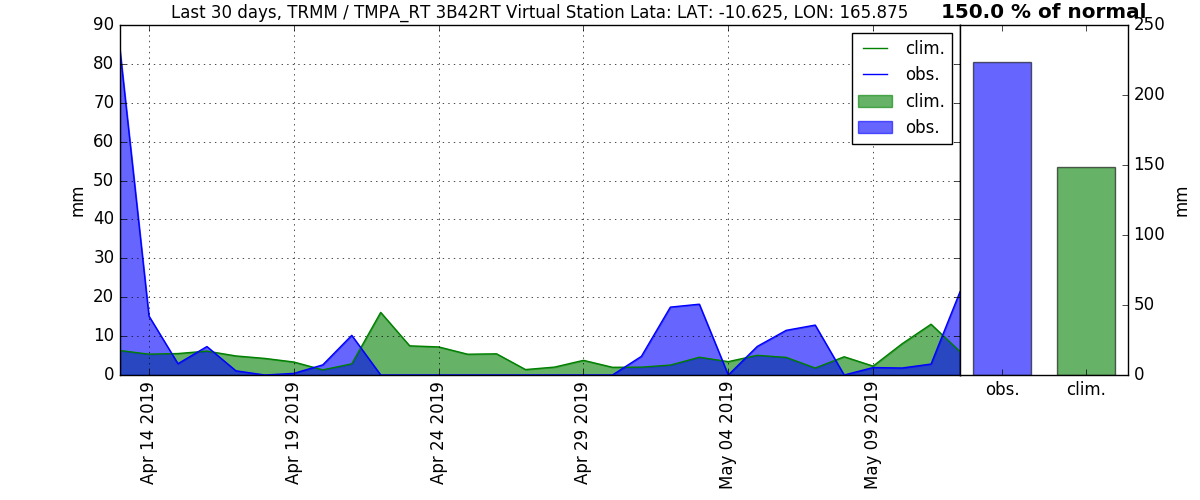 Last 30 days, TRMM / TMPA_RT 3B42RT Virtual Station Lata: LAT: -10.625, LON: 165.875
150.0 % of normal
90
80
70
60
50
40
30
20
10
0
mm
clim.
obs.
clim.
obs.
Apr 14 2019
Apr 19 2019
Apr 24 2019
Apr 29 2019
May 04 2019
May 09 2019
250
200
150
100
50
0
mm
obs.
clim.